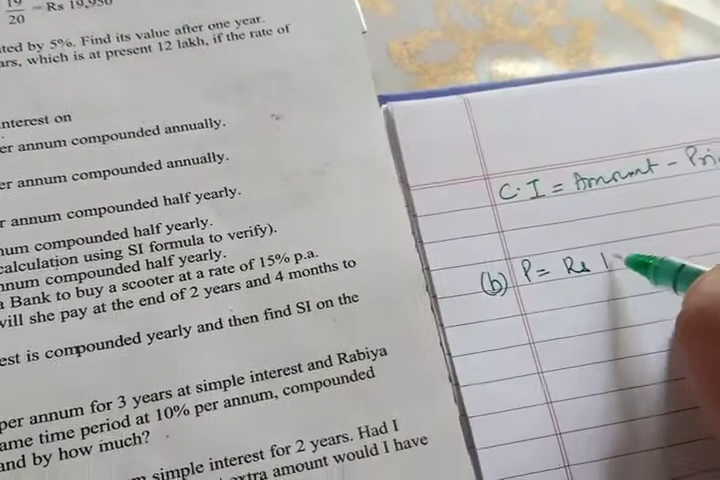 19/20 = Rs 19,950
ted by 5%. Find its value after one year.
ars, which is at present 12 lakh, if the rate of
nterest on
er annum compounded annually.
er annum compounded annually.
r annum compounded half yearly.
num compounded half yearly.
calculation using SI formula to verify).
nnum compounded half yearly.
a Bank to buy a scooter at a rate of 15% p.a.
will she pay at the end of 2 years and 4 months to
est is compounded yearly and then find SI on the
per annum for 3 years at simple interest and Rabiya
ame time period at 10% per annum, compounded
and by how much?
simple interest for 2 years. Had I
extra amount would I have
C.I = Amount - Pri
(b) P = Rs 1